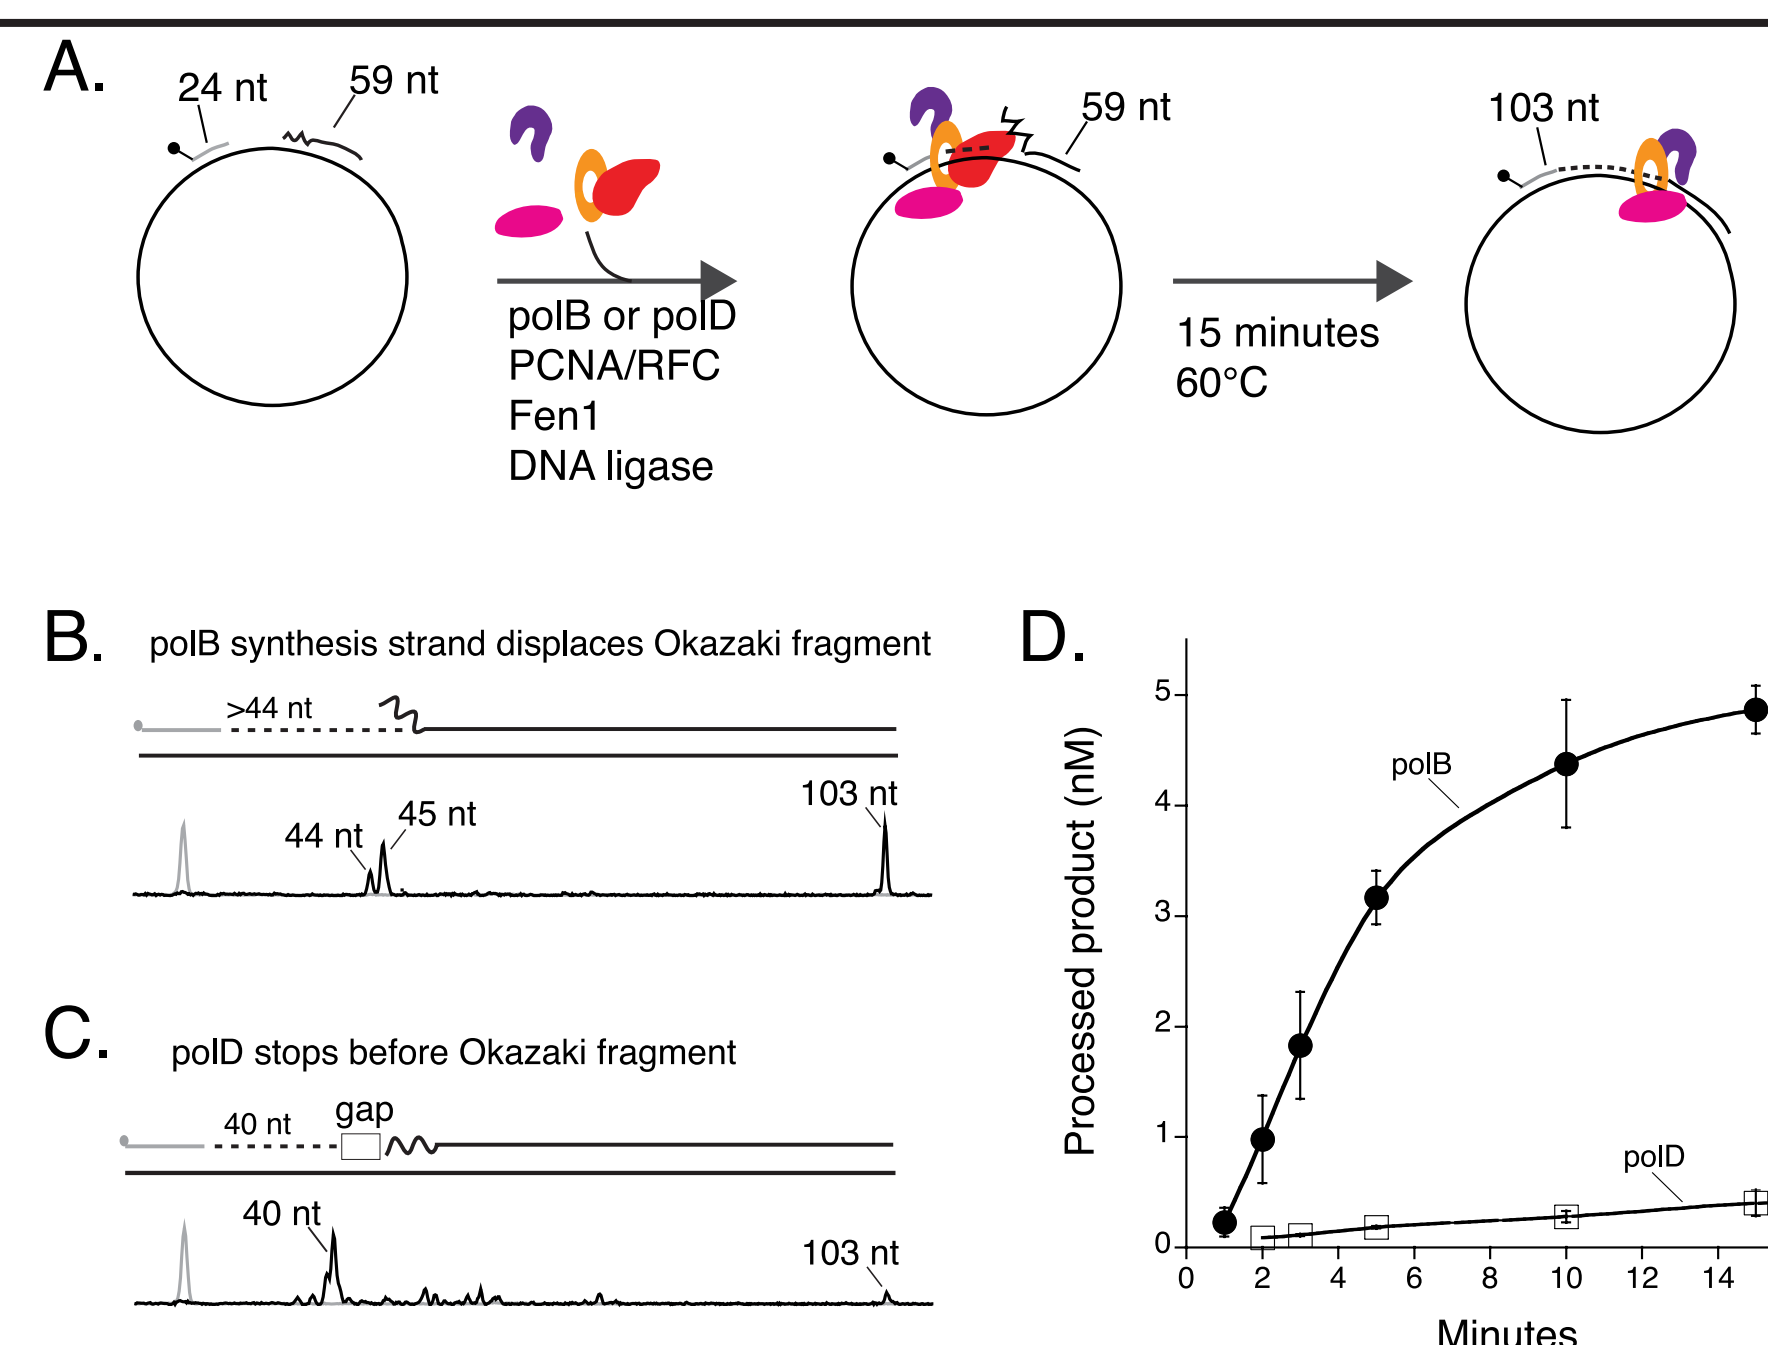 A.
24 nt
59 nt
polB or polD
PCNA/RFC
Fen1
DNA ligase
59 nt
15 minutes
60°C
103 nt
B.
polB synthesis strand displaces Okazaki fragment
>44 nt
44 nt
45 nt
103 nt
C.
polD stops before Okazaki fragment
40 nt
gap
40 nt
103 nt
D.
Processed product (nM)
5
4
3
2
1
0
polB
polD
0 2 4 6 8 10 12 14
Minutes